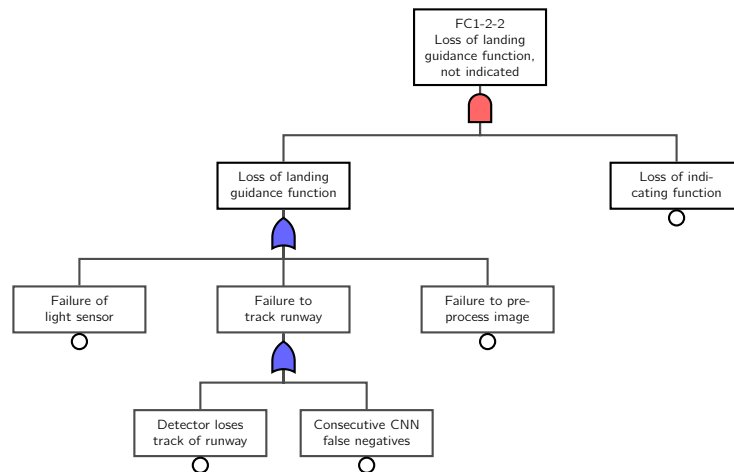 FC1-2-2
Loss of landing
guidance function,
not indicated
Loss of landing
guidance function
Loss of indi-
cating function
Failure of
light sensor
Failure to
track runway
Failure to pre-
process image
Detector loses
track of runway
Consecutive CNN
false negatives